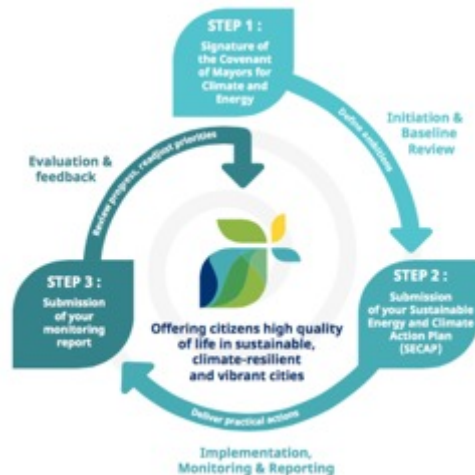 STEP 1 :
Signature of
the Covenant
of Mayors for
Climate and
Energy
Define ambitions
Initiation &
Baseline
Review
STEP 2 :
Submission
of your Sustainable
Energy and Climate
Action Plan
(SECAP)
Deliver practical actions
Implementation,
Monitoring & Reporting
STEP 3 :
Submission
of your
monitoring
report
Evaluation &
feedback
Review progress, readjust priorities
Offering citizens high quality
of life in sustainable,
climate-resilient
and vibrant cities